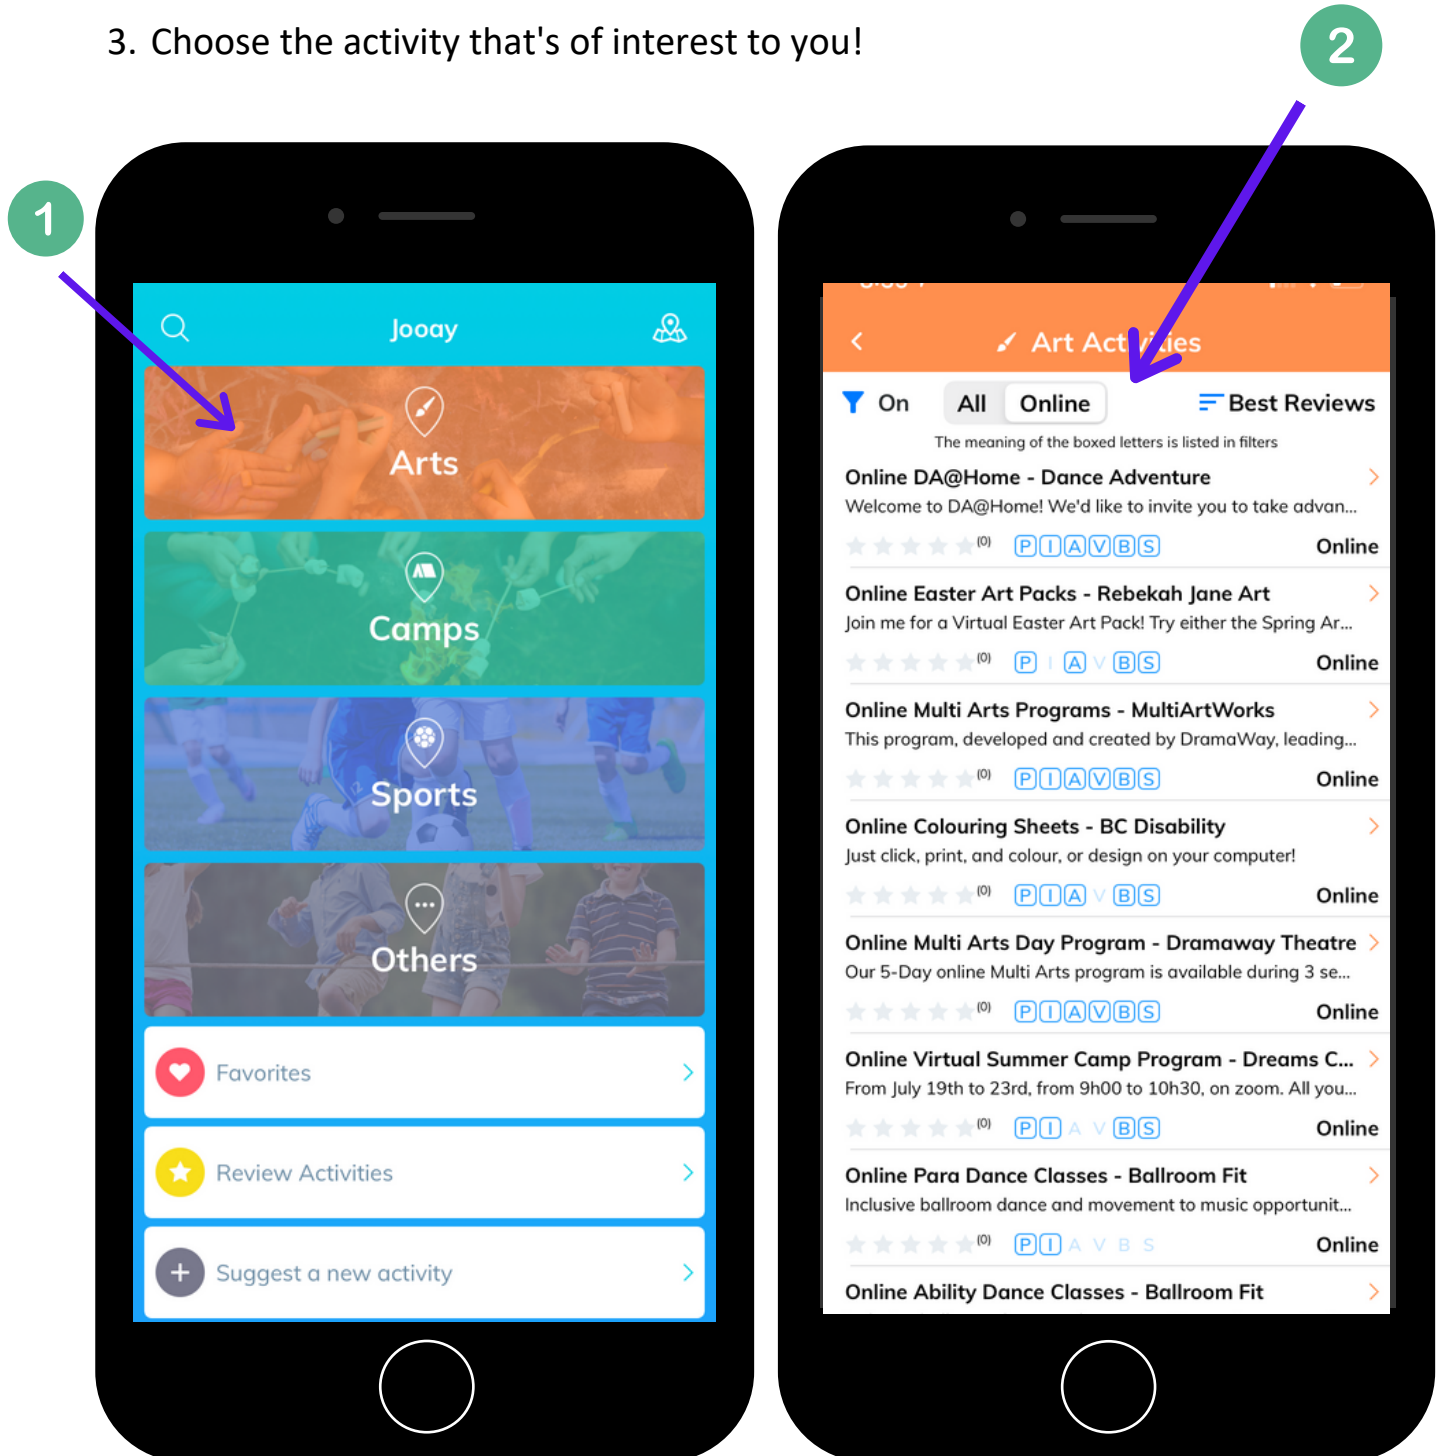 3. Choose the activity that's of interest to you!
2
1
Jooay
Arts
Camps
Sports
Others
Favorites
Review Activities
Suggest a new activity
Art Activities
On All Online Best Reviews
The meaning of the boxed letters is listed in filters
Online DA@Home - Dance Adventure
Welcome to DA@Home! We'd like to invite you to take advan...
(0) P I A V B S Online
Online Easter Art Packs - Rebekah Jane Art
Join me for a Virtual Easter Art Pack! Try either the Spring Ar...
(0) P I A V B S Online
Online Multi Arts Programs - MultiArtWorks
This program, developed and created by DramaWay, leading...
(0) P I A V B S Online
Online Colouring Sheets - BC Disability
Just click, print, and colour, or design on your computer!
(0) P I A V B S Online
Online Multi Arts Day Program - Dramaway Theatre
Our 5-Day online Multi Arts program is available during 3 se...
(0) P I A V B S Online
Online Virtual Summer Camp Program - Dreams C...
From July 19th to 23rd, from 9h00 to 10h30, on zoom. All you...
(0) P I A V B S Online
Online Para Dance Classes - Ballroom Fit
Inclusive ballroom dance and movement to music opportunit...
(0) P I A V B S Online
Online Ability Dance Classes - Ballroom Fit